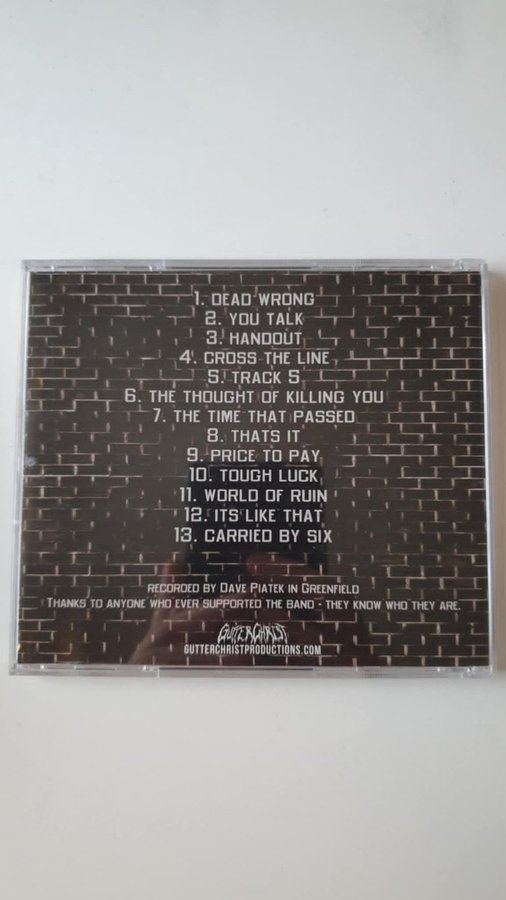 1. DEAD WRONG
2. YOU TALK
3. HANDOUT
4. CROSS THE LINE
5. TRACK 5
6. THE THOUGHT OF KILLING YOU
7. THE TIME THAT PASSED
8. THATS IT
9. PRICE TO PAY
10. TOUGH LUCK
11. WORLD OF RUIN
12. ITS LIKE THAT
13. CARRIED BY SIX
RECORDED BY DAVE PIATEK IN GREENFIELD
THANKS TO ANYONE WHO EVER SUPPORTED THE BAND - THEY KNOW WHO THEY ARE.
GUTTERCHRIST
GUTTERCHRISTPRODUCTIONS.COM